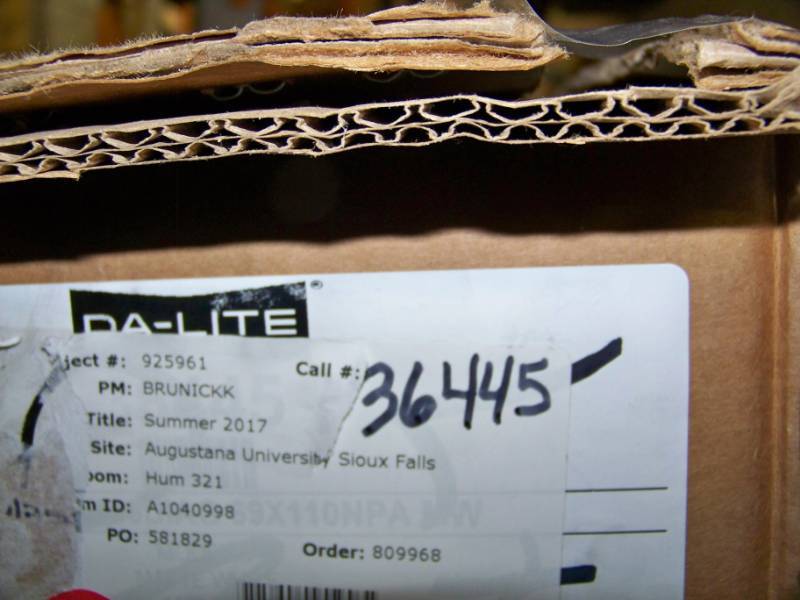 DA-LITE®
ject #: 925961 Call #: 36445
PM: BRUNICKK
Title: Summer 2017
Site: Augustana University Sioux Falls
oom: Hum 321
m ID: A1040998
69X110NPA
PO: 581829 Order: 809968